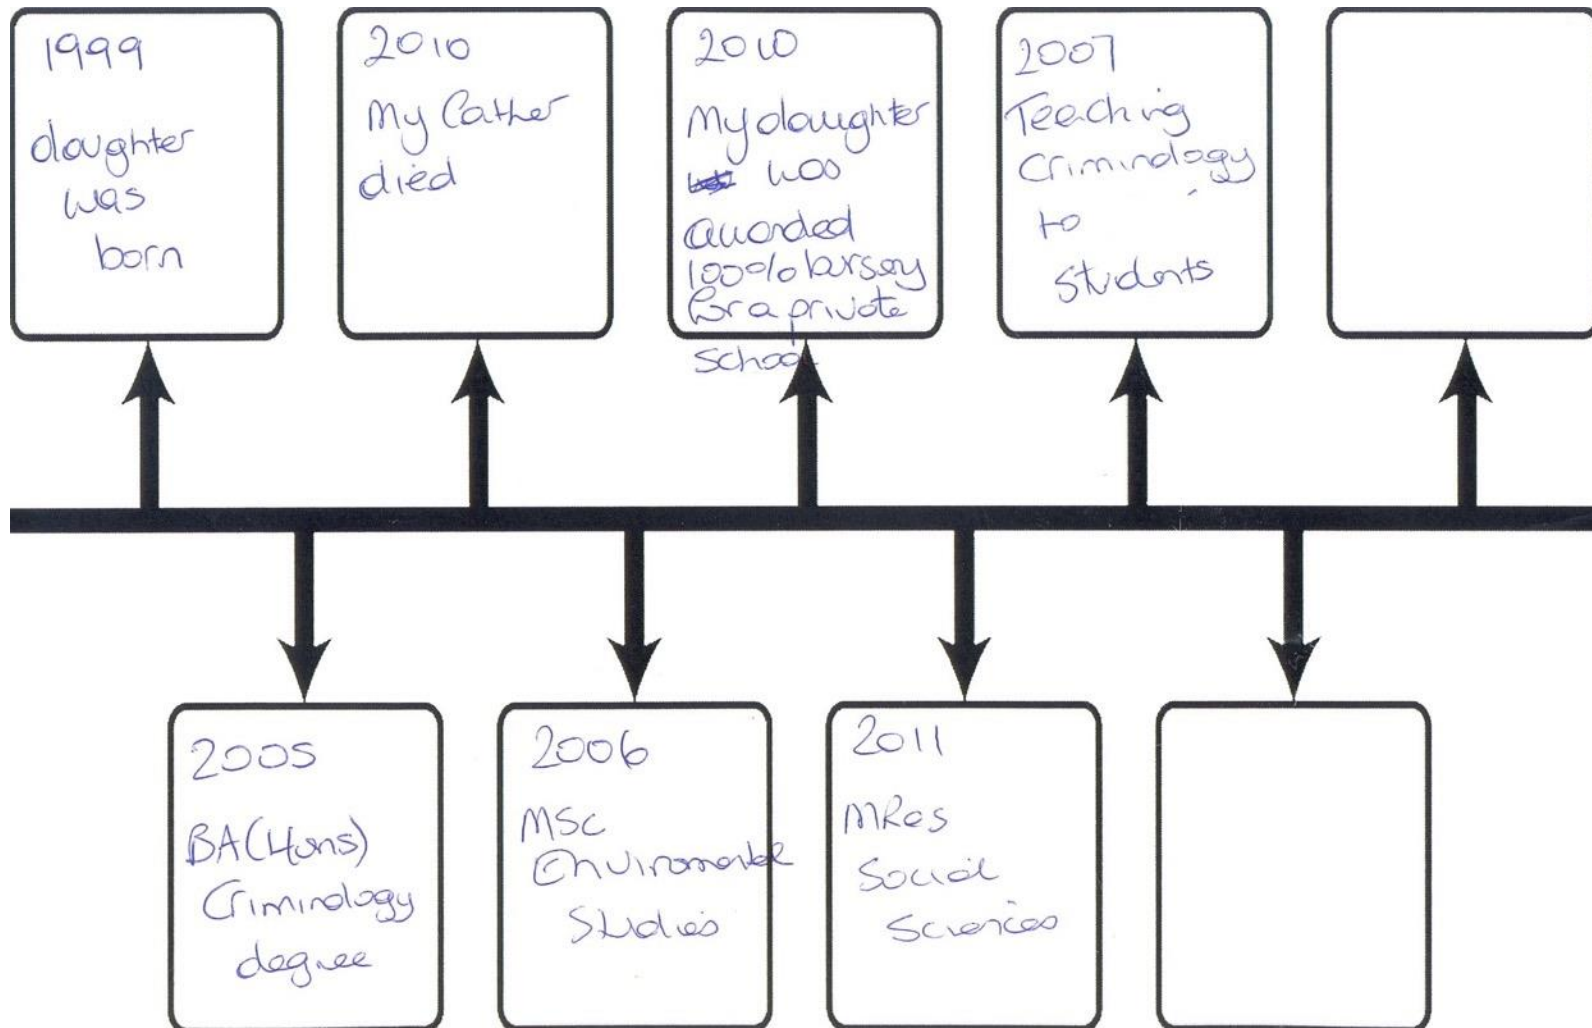 1999
daughter
was
born
2010
My father
died
2010
My daughter
was
awarded
100% bursary
for a private
school.
2007
Teaching
Criminology
to
students
2005
BA(Hons)
Criminology
degree
2006
MSc
Enviromental
Studies
2011
MRes
Social
Sciences